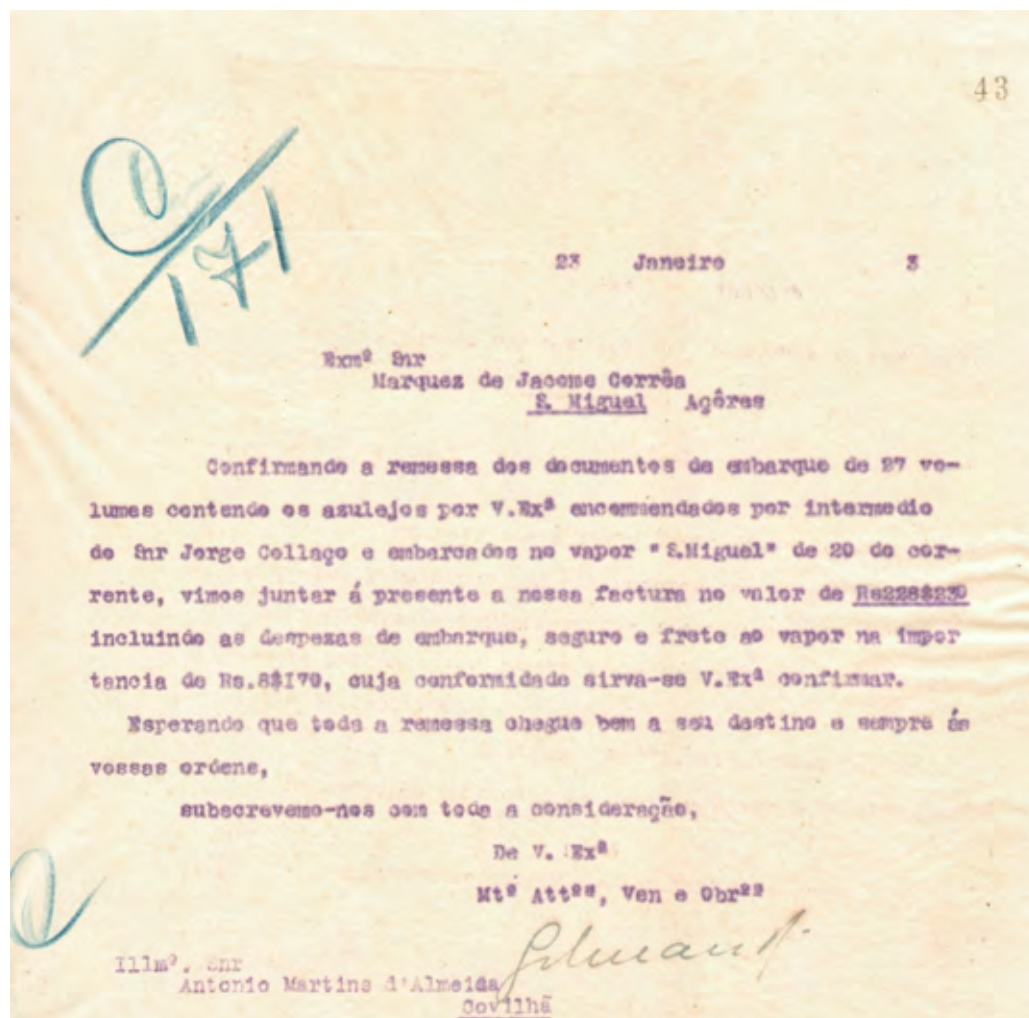 43
C/171
23 Janeiro 3
Exmº Snr
Marquez de Jacome Corrêa
S. Miguel Açôres
Confirmando a remessa dos documentos de embarque de 27 vo-
lumes contendo os azulejos por V.Exª encommendados por intermedio
do Snr Jorge Collaço e embarcados no vapor "S.Miguel" de 20 do cor-
rente, vimos juntar á presente a nossa factura no valor de Rs228$230
incluindo as despezas de embarque, seguro e frete ao vapor na impor
tancia de Rs.8$I70, cuja conformidade sirva-se V.Exª confirmar.
Esperando que toda a remessa chegue bem a seu destino e sempre ás
vossas ordens,
subscrevemo-nos com toda a consideração,
De V. Exª
Mtº Attºs, Ven e Obrºs
Gilmand
Illmº. Snr
Antonio Martins d'Almeida
Covilhã